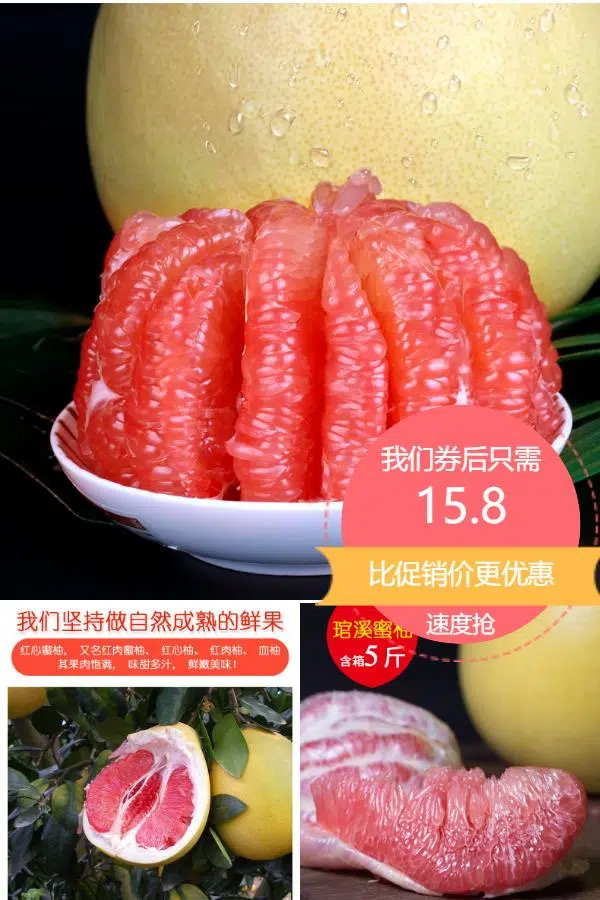 我们券后只需
15.8
比促销价更优惠
速度抢
我们坚持做自然成熟的鲜果
红心蜜柚, 又名红肉蜜柚、红心柚、红肉柚、血柚
其果肉饱满, 味甜多汁, 鲜嫩美味!
琯溪蜜柚
含箱5斤